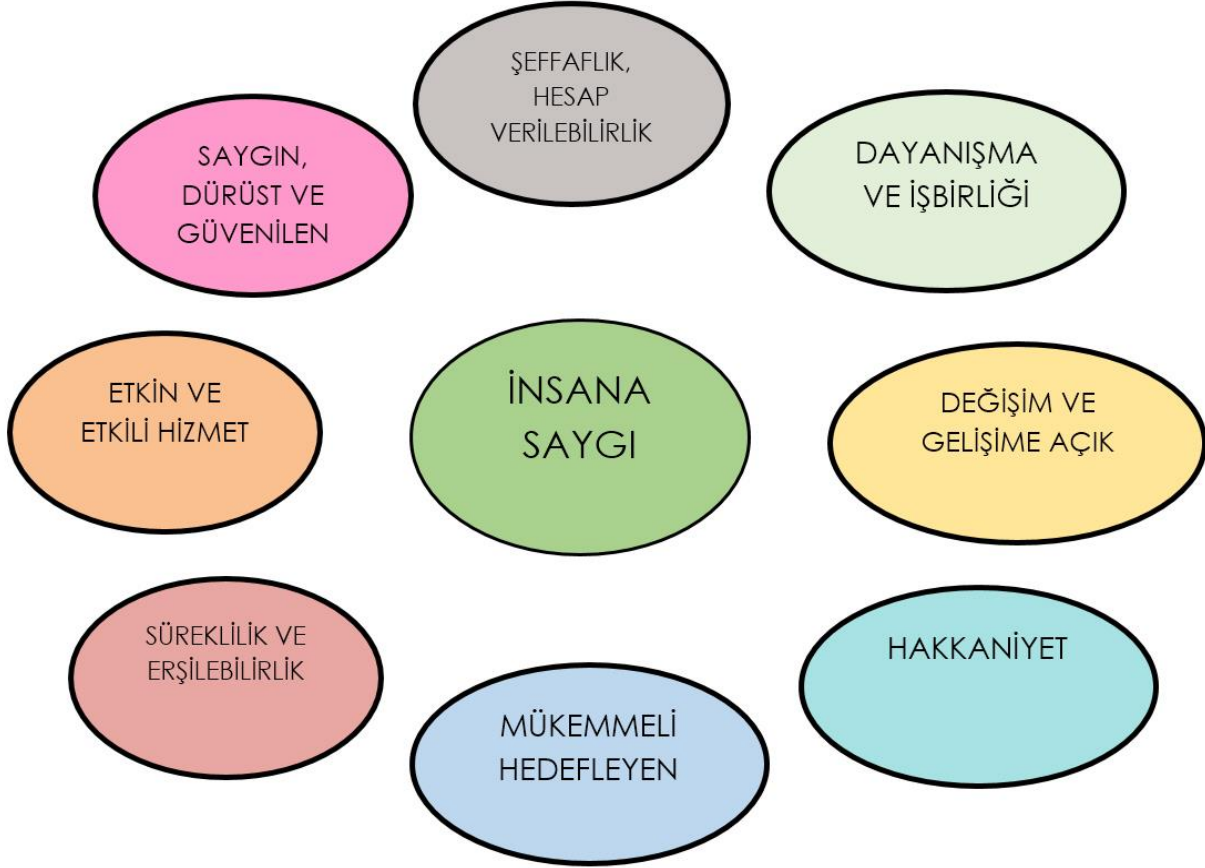 ŞEFFAFLIK,
HESAP
VERİLEBİLİRLİK
SAYGIN,
DÜRÜST VE
GÜVENİLEN
DAYANIŞMA
VE İŞBİRLİĞİ
ETKİN VE
ETKİLİ HİZMET
İNSANA
SAYGI
DEĞİŞİM VE
GELİŞİME AÇIK
SÜREKLİLİK VE
ERŞİLEBİLİRLİK
HAKKANİYET
MÜKEMMELİ
HEDEFLEYEN